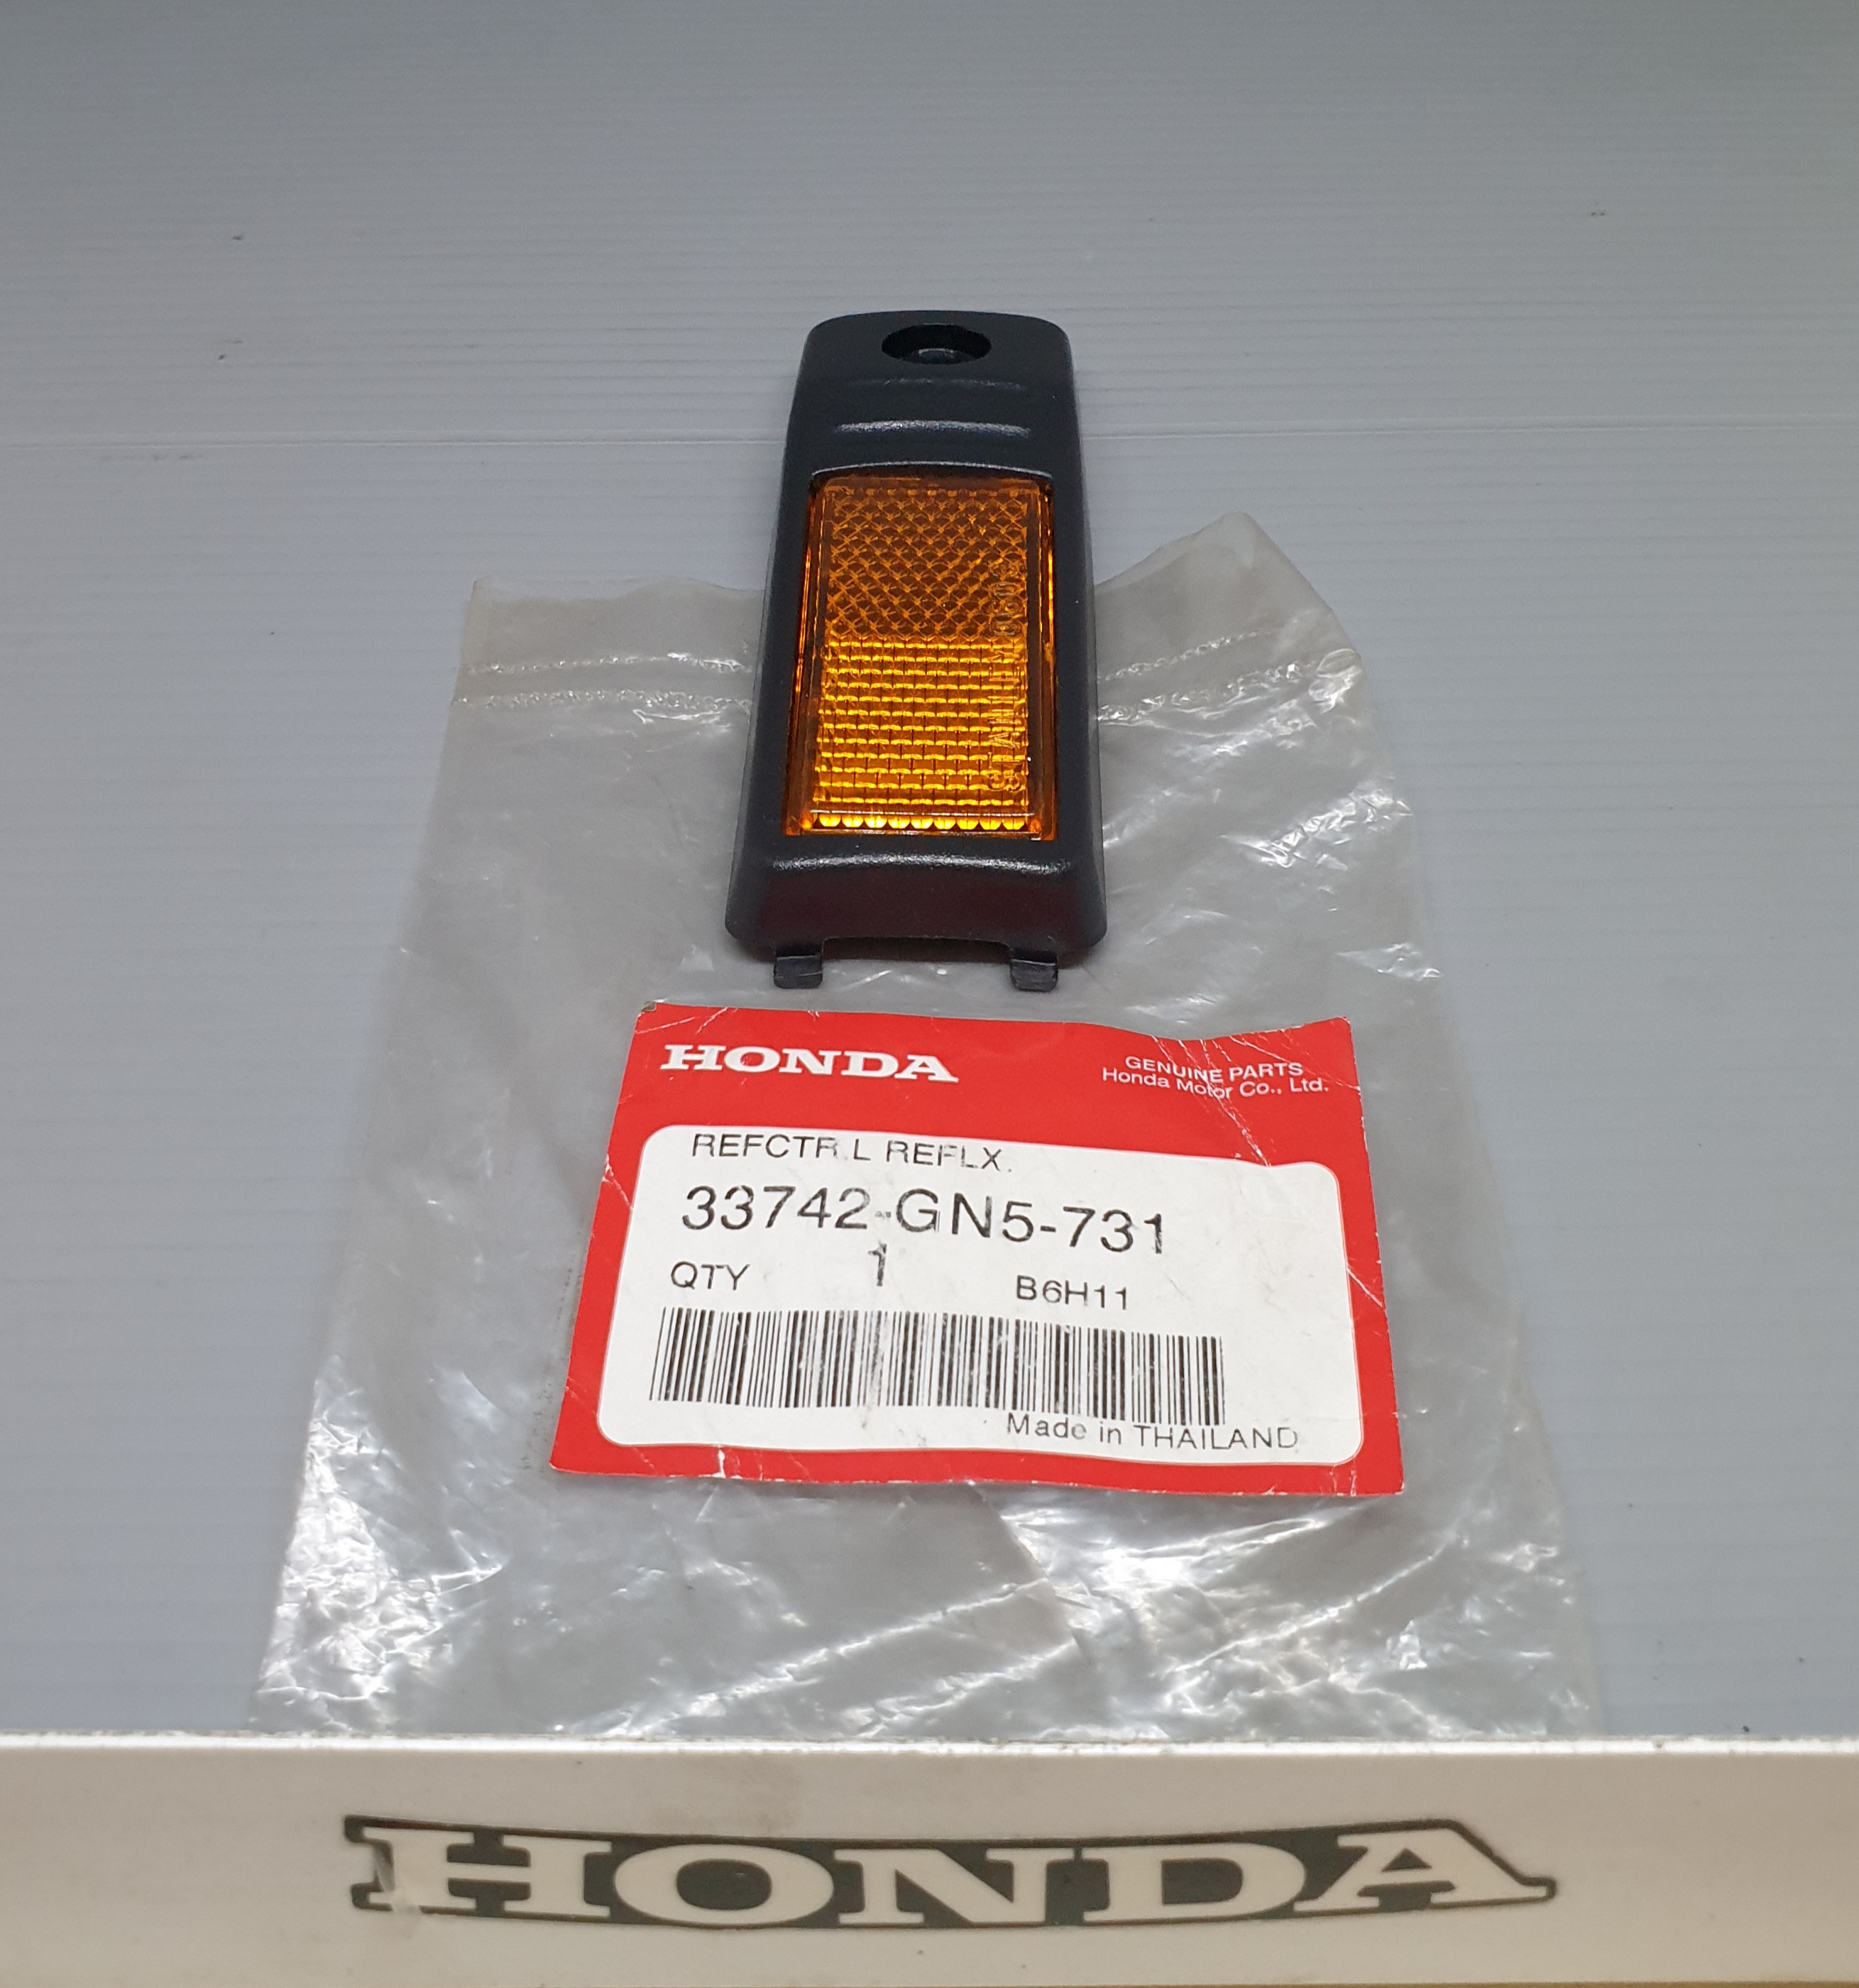 HONDA
GENUINE PARTS
Honda Motor Co., Ltd.
REFCTR.L REFLX.
33742-GN5-731
QTY 1 B6H11
Made in THAILAND
HONDA